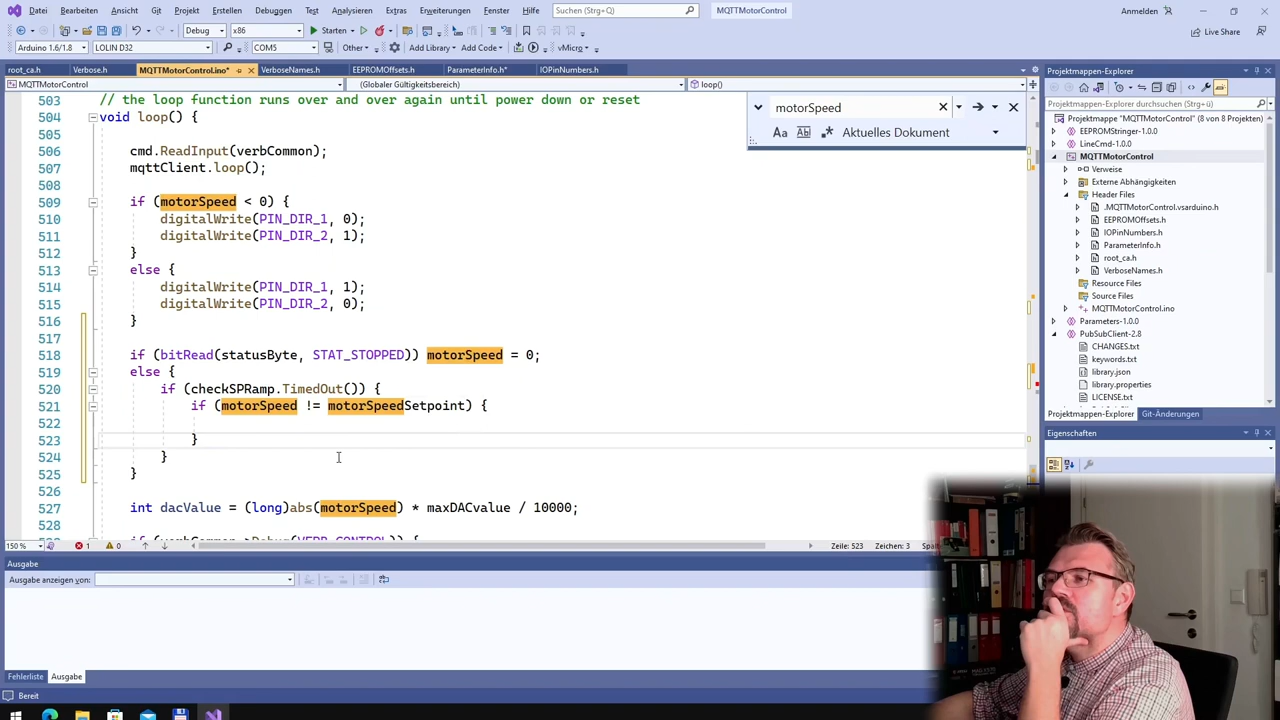 Datei Bearbeiten Ansicht Git Projekt Erstellen Debuggen Test Analysieren Extras Erweiterungen Fenster Hilfe Suchen (Strg+Q) MQTTMotorControl Anmelden
Debug x86 Starten Live Share
Arduino 1.6/1.8 LOLIN D32 COM5 Other Add Library Add Code vMicro
root_ca.h Verbose.h MQTTMotorControl.ino* VerboseNames.h EEPROMOffsets.h ParameterInfo.h* IOPinNumbers.h
MQTTMotorControl (Globaler Gültigkeitsbereich) loop()
motorSpeed
Aa Ab Aktuelles Dokument
503 // the loop function runs over and over again until power down or reset
504 void loop() {
505
506 cmd.ReadInput(verbCommon);
507 mqttClient.loop();
508
509 if (motorSpeed < 0) {
510 digitalWrite(PIN_DIR_1, 0);
511 digitalWrite(PIN_DIR_2, 1);
512 }
513 else {
514 digitalWrite(PIN_DIR_1, 1);
515 digitalWrite(PIN_DIR_2, 0);
516 }
517
518 if (bitRead(statusByte, STAT_STOPPED)) motorSpeed = 0;
519 else {
520 if (checkSPRamp.TimedOut()) {
521 if (motorSpeed != motorSpeedSetpoint) {
522
523 }
524 }
525 }
526
527 int dacValue = (long)abs(motorSpeed) * maxDACvalue / 10000;
528
150 % 1 0 Zeile: 523 Zeichen: 3
Ausgabe
Ausgabe anzeigen von:
Fehlerliste Ausgabe
Bereit
Projektmappen-Explorer
Projektmappen-Explorer durchsuchen (Strg+ü)
Projektmappe "MQTTMotorControl" (8 von 8 Projekten)
EEPROMStringer-1.0.0
LineCmd-1.0.0
MQTTMotorControl
Verweise
Externe Abhängigkeiten
Header Files
.MQTTMotorControl.vsarduino.h
EEPROMOffsets.h
IOPinNumbers.h
ParameterInfo.h
root_ca.h
VerboseNames.h
Resource Files
Source Files
MQTTMotorControl.ino
Parameters-1.0.0
PubSubClient-2.8
CHANGES.txt
keywords.txt
library.json
library.properties
LICENSE.txt
Projektmappen-Explorer Git-Änderungen
Eigenschaften